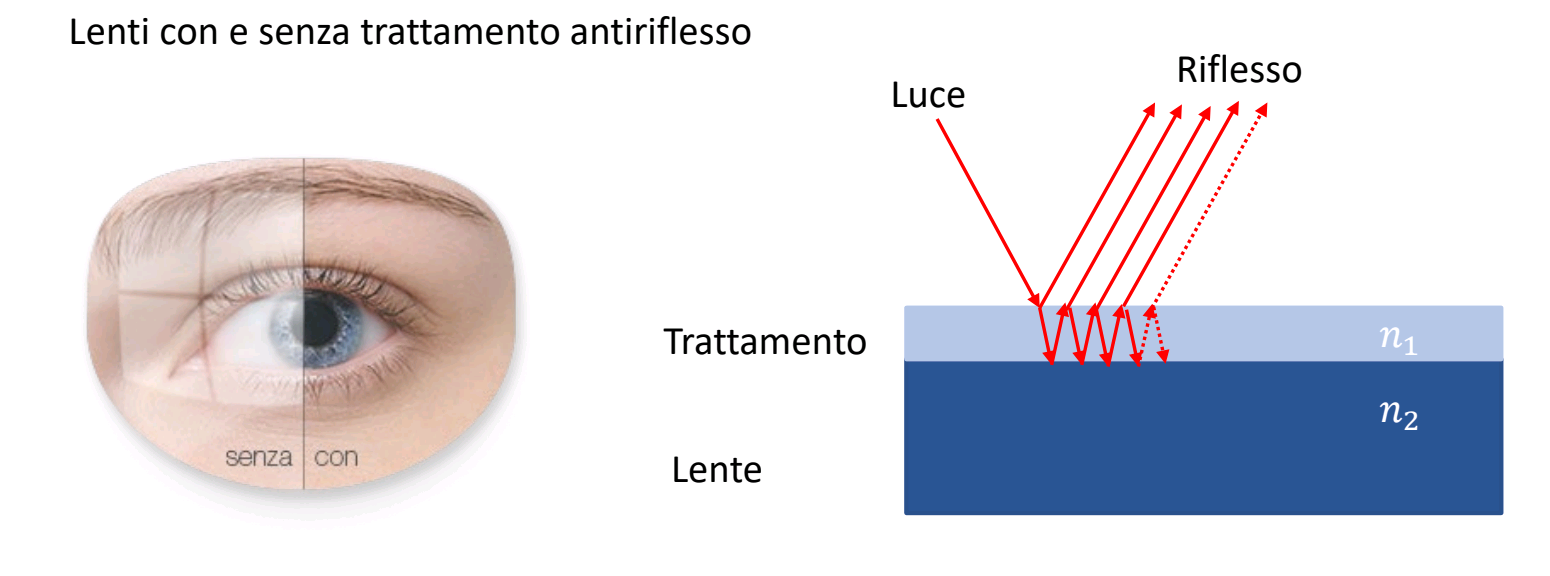 Lenti con e senza trattamento antiriflesso
Luce
Riflesso
Trattamento
n₁
n₂
Lente
senza con